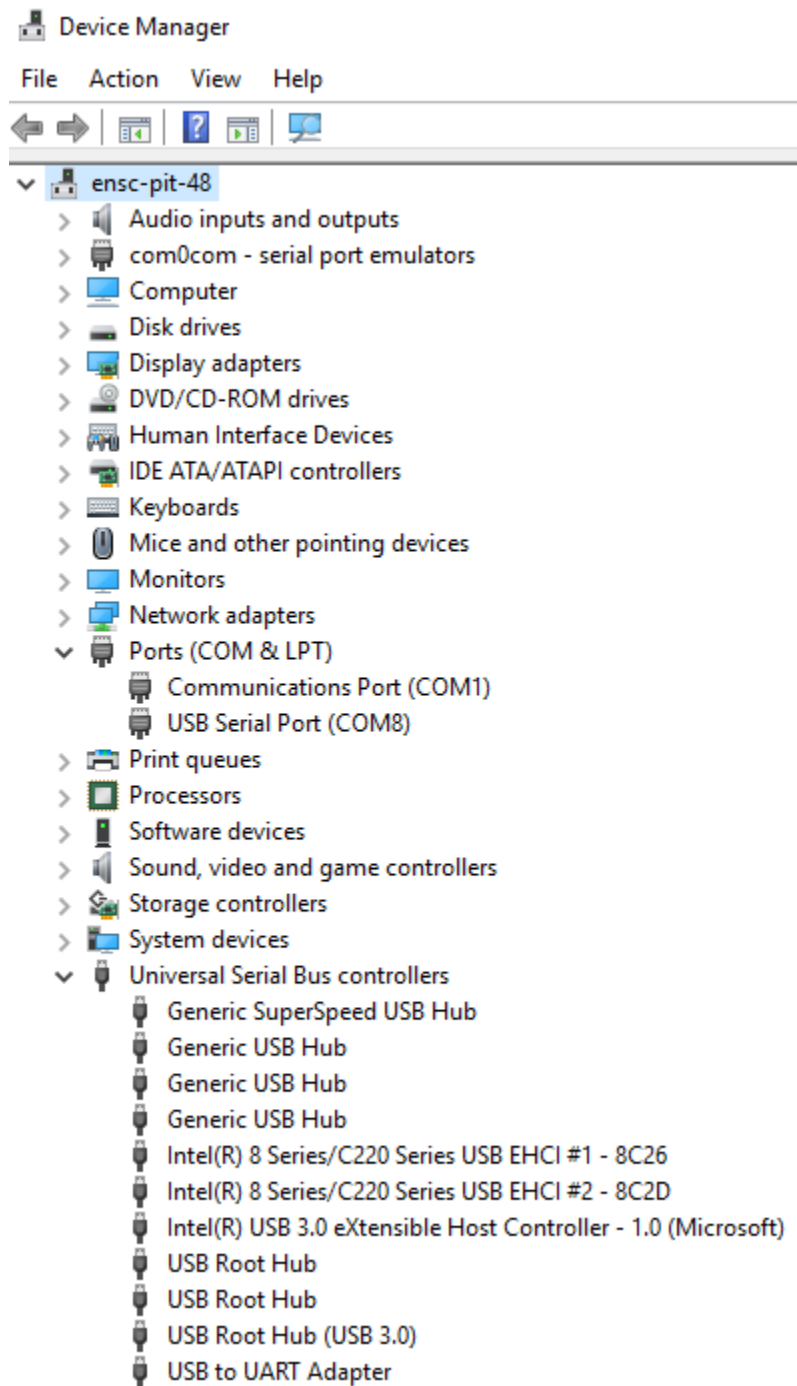 Device Manager
File Action View Help
ensc-pit-48
Audio inputs and outputs
com0com - serial port emulators
Computer
Disk drives
Display adapters
DVD/CD-ROM drives
Human Interface Devices
IDE ATA/ATAPI controllers
Keyboards
Mice and other pointing devices
Monitors
Network adapters
Ports (COM & LPT)
Communications Port (COM1)
USB Serial Port (COM8)
Print queues
Processors
Software devices
Sound, video and game controllers
Storage controllers
System devices
Universal Serial Bus controllers
Generic SuperSpeed USB Hub
Generic USB Hub
Generic USB Hub
Generic USB Hub
Intel(R) 8 Series/C220 Series USB EHCI #1 - 8C26
Intel(R) 8 Series/C220 Series USB EHCI #2 - 8C2D
Intel(R) USB 3.0 eXtensible Host Controller - 1.0 (Microsoft)
USB Root Hub
USB Root Hub
USB Root Hub (USB 3.0)
USB to UART Adapter